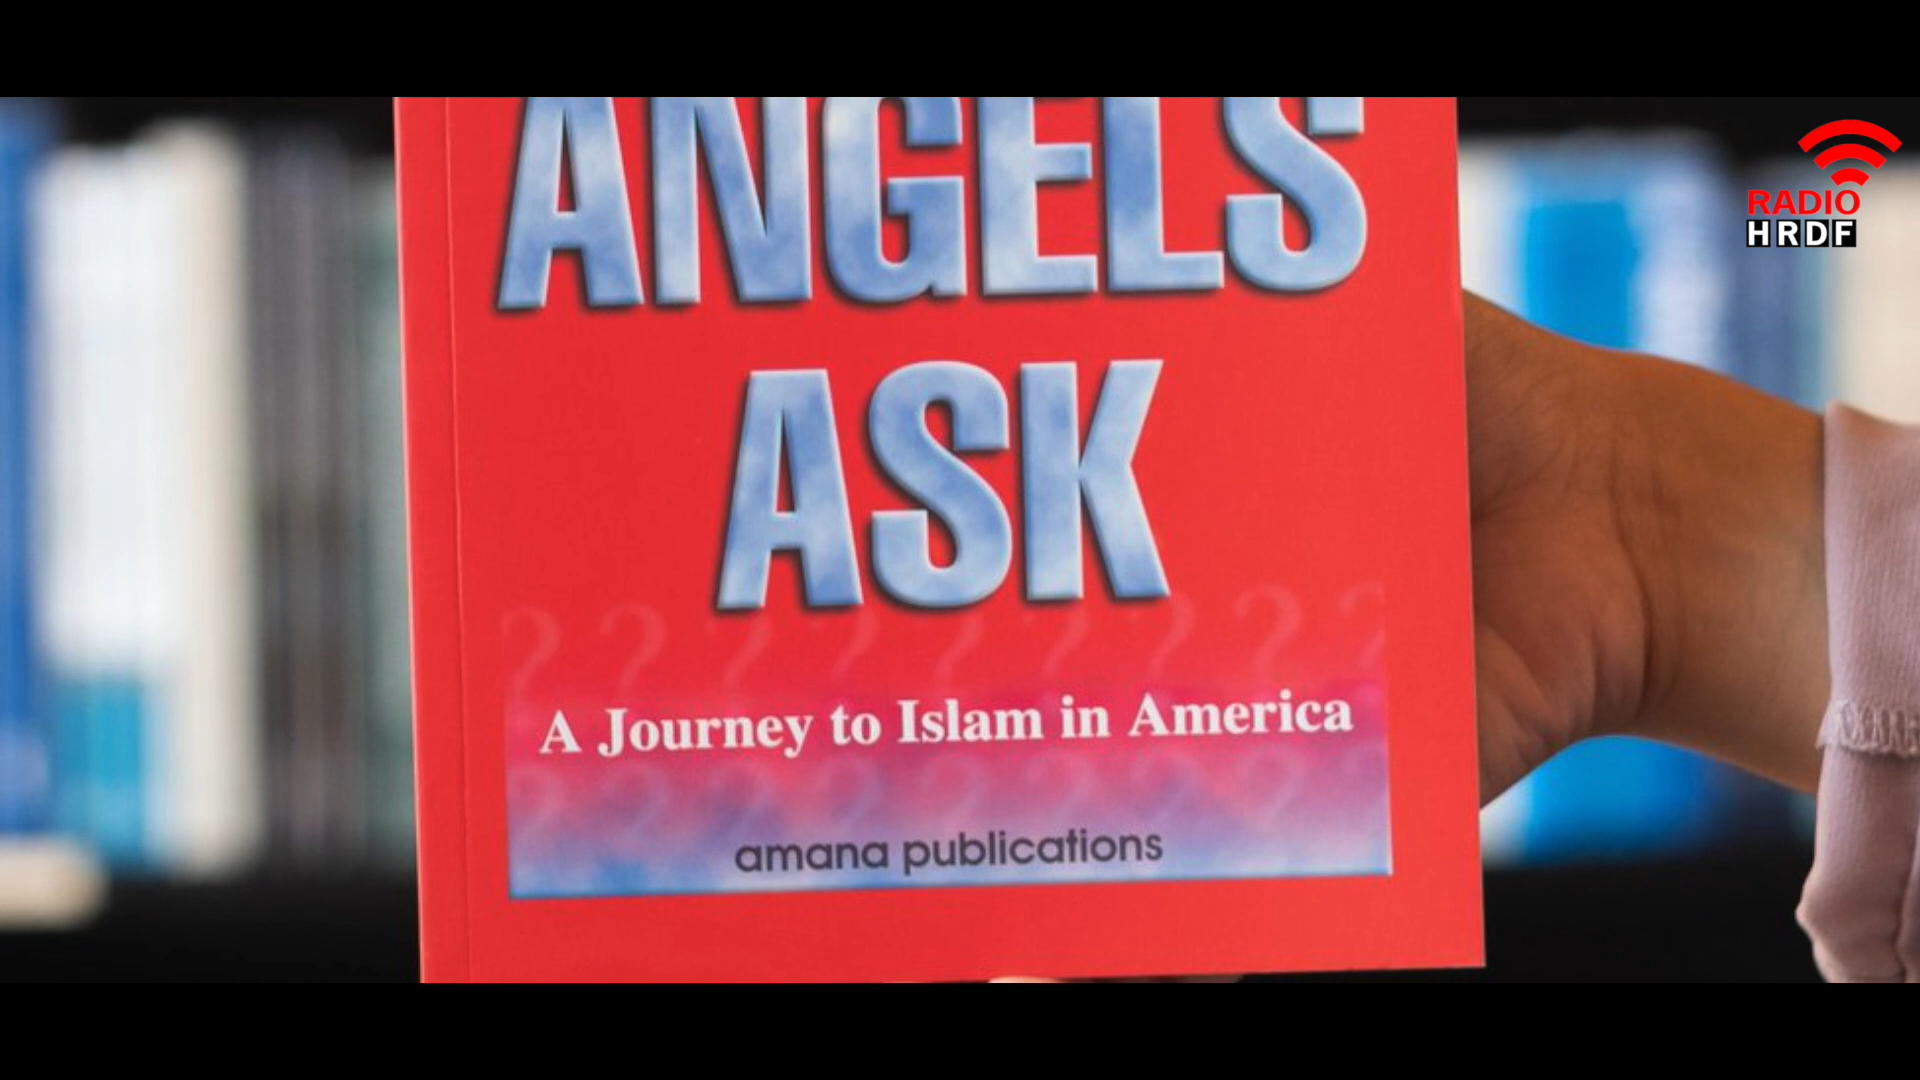 ANGELS
ASK
A Journey to Islam in America
amana publications
RADIO
HRDF